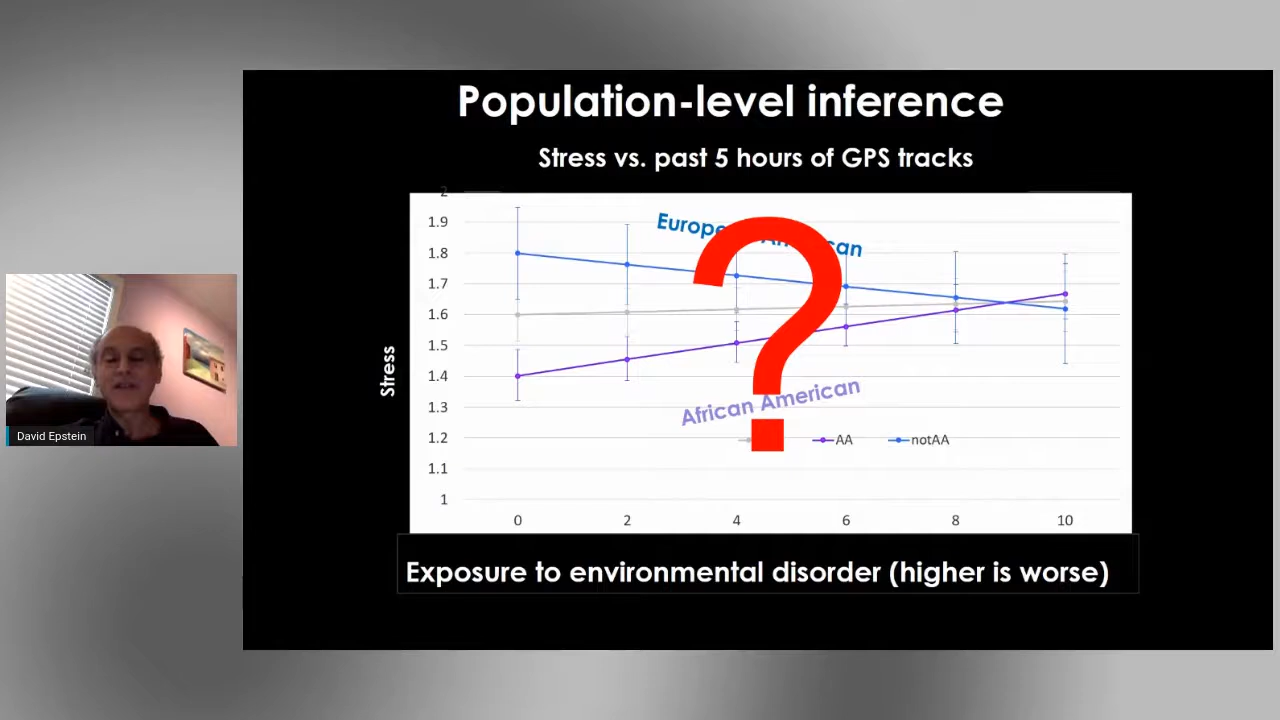 Population-level inference
Stress vs. past 5 hours of GPS tracks
2
1.9
1.8
1.7
1.6
1.5
1.4
1.3
1.2
1.1
1
Stress
American
African American
?
AA
notAA
0
2
4
6
8
10
Exposure to environmental disorder (higher is worse)
David Epstein